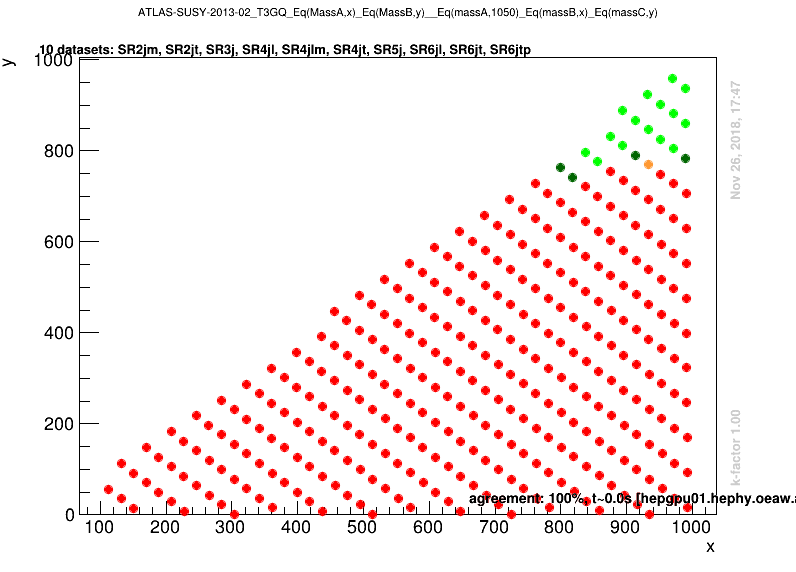 ATLAS-SUSY-2013-02_T3GQ_Eq(MassA,x)_Eq(MassB,y)__Eq(massA,1050)_Eq(massB,x)_Eq(massC,y)
10 datasets: SR2jm, SR2jt, SR3j, SR4jl, SR4jlm, SR4jt, SR5j, SR6jl, SR6jt, SR6jtp
y
1000
800
600
400
200
0
Nov 26, 2018, 17:47
k-factor 1.00
agreement: 100%, t~0.0s [hepgpu01.hephy.oeaw.a
100 200 300 400 500 600 700 800 900 1000
x